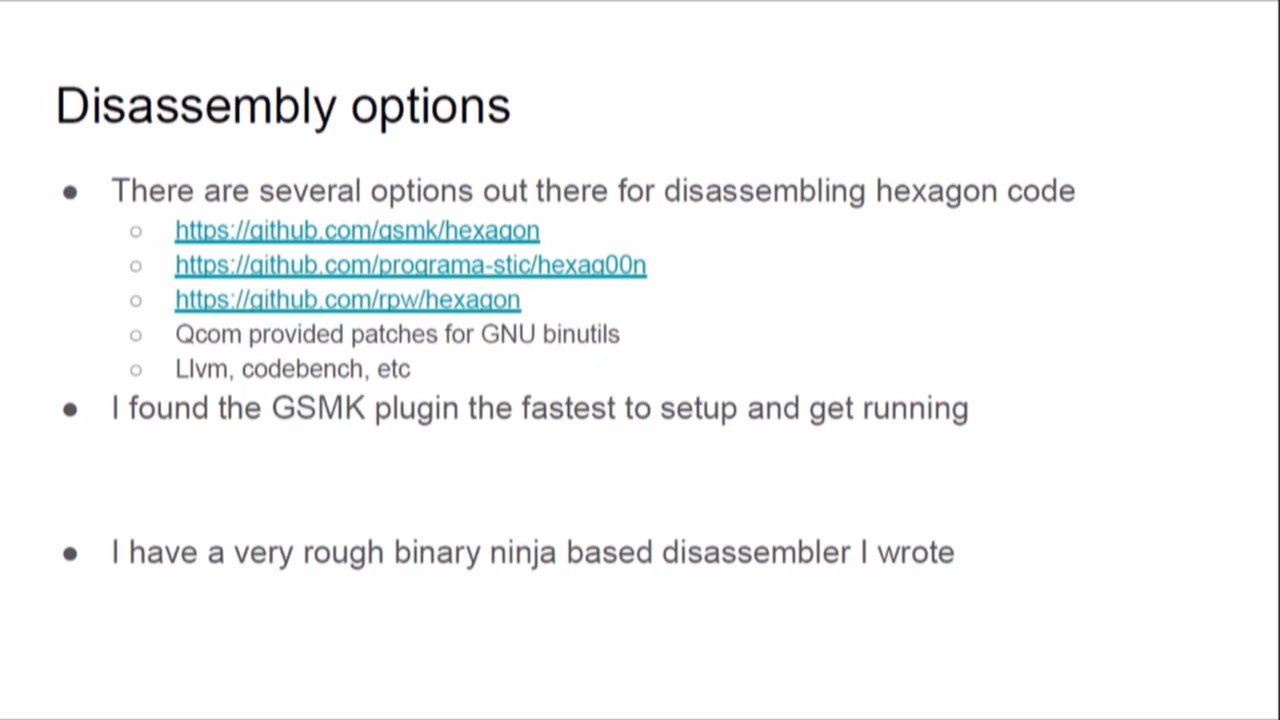 Disassembly options
● There are several options out there for disassembling hexagon code
○ https://github.com/gsmk/hexagon
○ https://github.com/programa-stic/hexag00n
○ https://github.com/rpw/hexagon
○ Qcom provided patches for GNU binutils
○ Llvm, codebench, etc
● I found the GSMK plugin the fastest to setup and get running
● I have a very rough binary ninja based disassembler I wrote